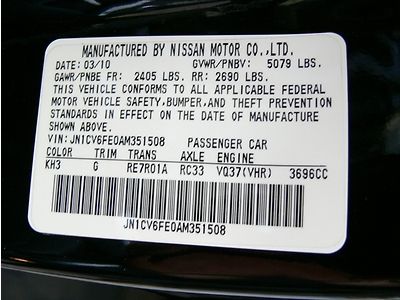 MANUFACTURED BY NISSAN MOTOR CO.,LTD.
DATE: 03/10 GVWR/PNBV: 5079 LBS.
GAWR/PNBE FR: 2405 LBS. RR: 2690 LBS.
THIS VEHICLE CONFORMS TO ALL APPLICABLE FEDERAL
MOTOR VEHICLE SAFETY, BUMPER, AND THEFT PREVENTION
STANDARDS IN EFFECT ON THE DATE OF MANUFACTURE
SHOWN ABOVE.
VIN: JN1CV6FE0AM351508 PASSENGER CAR
COLOR TRIM TRANS AXLE ENGINE
KH3 G RE7R01A RC33 VQ37(VHR) 3696CC
JN1CV6FE0AM351508